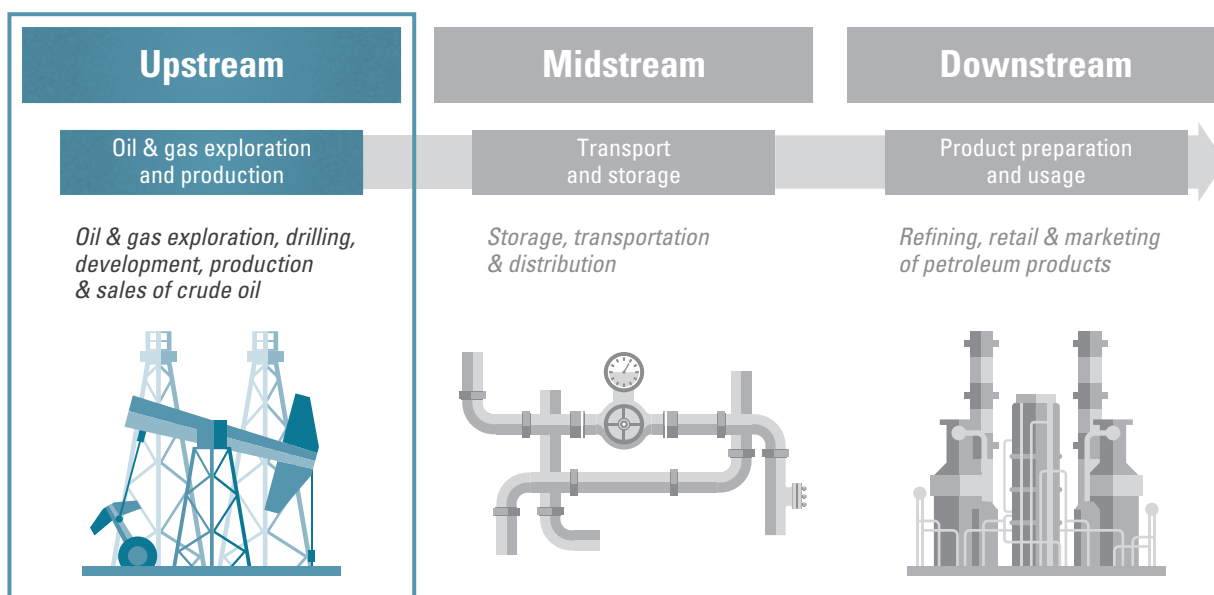 Upstream
Midstream
Downstream
Oil & gas exploration
and production
Transport
and storage
Product preparation
and usage
Oil & gas exploration, drilling,
development, production
& sales of crude oil
Storage, transportation
& distribution
Refining, retail & marketing
of petroleum products